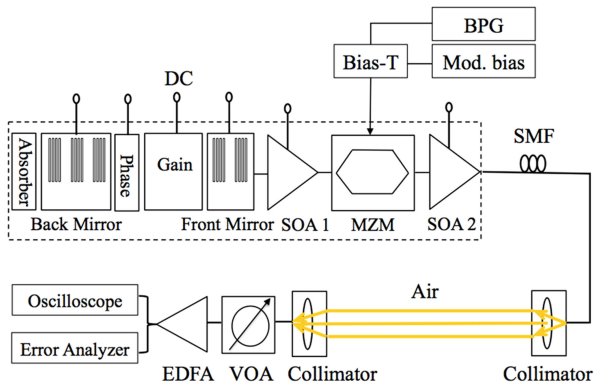 BPG
Bias-T
Mod. bias
DC
SMF
Absorber
Phase
Gain
Back Mirror
Front Mirror
SOA 1
MZM
SOA 2
Air
Oscilloscope
Error Analyzer
EDFA
VOA
Collimator
Collimator